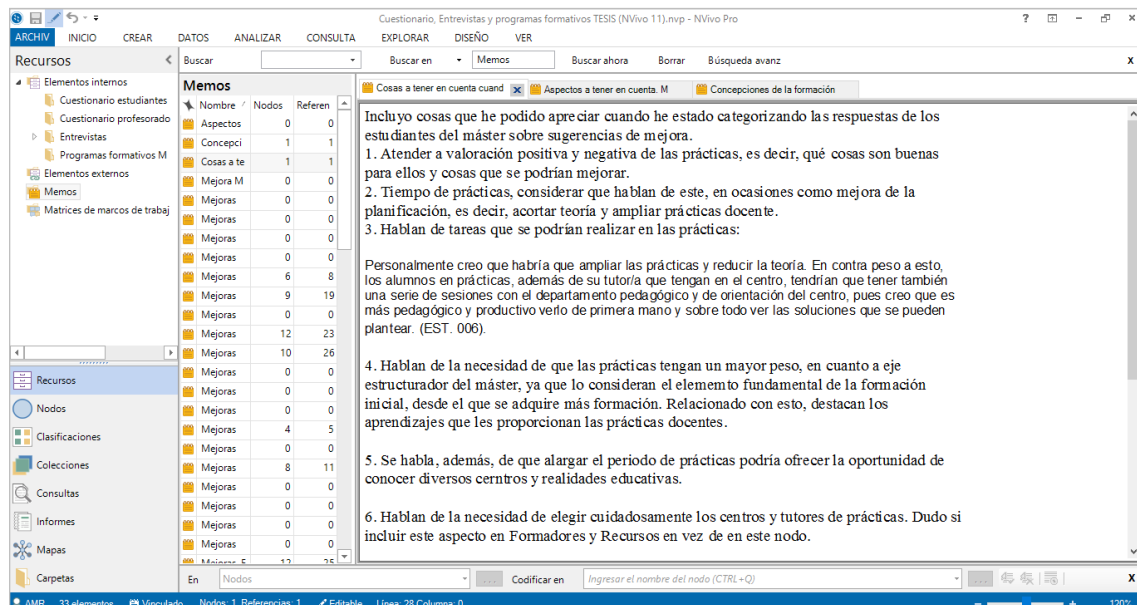 Cuestionario, Entrevistas y programas formativos TESIS (NVivo 11).nvp - NVivo Pro
ARCHIV INICIO CREAR DATOS ANALIZAR CONSULTA EXPLORAR DISEÑO VER
Recursos
Buscar Buscar en Memos Buscar ahora Borrar Búsqueda avanz x
Elementos internos
Cuestionario estudiantes
Cuestionario profesorado
Entrevistas
Programas formativos M
Elementos externos
Memos
Matrices de marcos de trabaj
Recursos
Nodos
Clasificaciones
Colecciones
Consultas
Informes
Mapas
Carpetas
Memos
Nombre Nodos Referen
Aspectos 0 0
Concepci 1 1
Cosas a te 1 1
Mejora M 0 0
Mejoras 0 0
Mejoras 0 0
Mejoras 0 0
Mejoras 0 0
Mejoras 6 8
Mejoras 9 19
Mejoras 0 0
Mejoras 12 23
Mejoras 10 26
Mejoras 0 0
Mejoras 0 0
Mejoras 0 0
Mejoras 4 5
Mejoras 0 0
Mejoras 8 11
Mejoras 0 0
Mejoras 0 0
Mejoras 0 0
Mejoras 0 0
Cosas a tener en cuenta cuand x Aspectos a tener en cuenta. M Concepciones de la formación
Incluyo cosas que he podido apreciar cuando he estado categorizando las respuestas de los
estudiantes del máster sobre sugerencias de mejora.
1. Atender a valoración positiva y negativa de las prácticas, es decir, qué cosas son buenas
para ellos y cosas que se podrían mejorar.
2. Tiempo de prácticas, considerar que hablan de este, en ocasiones como mejora de la
planificación, es decir, acortar teoría y ampliar prácticas docente.
3. Hablan de tareas que se podrían realizar en las prácticas:
Personalmente creo que habría que ampliar las prácticas y reducir la teoría. En contra peso a esto,
los alumnos en prácticas, además de su tutor/a que tengan en el centro, tendrían que tener también
una serie de sesiones con el departamento pedagógico y de orientación del centro, pues creo que es
más pedagógico y productivo verlo de primera mano y sobre todo ver las soluciones que se pueden
plantear. (EST. 006).
4. Hablan de la necesidad de que las prácticas tengan un mayor peso, en cuanto a eje
estructurador del máster, ya que lo consideran el elememto fundamental de la formación
inicial, desde el que se adquire más formación. Relacionado con esto, destacan los
aprendizajes que les proporcionan las prácticas docentes.
5. Se habla, además, de que alargar el periodo de prácticas podría ofrecer la oportunidad de
conocer diversos cerntros y realidades educativas.
6. Hablan de la necesidad de elegir cuidadosamente los centros y tutores de prácticas. Dudo si
incluir este aspecto en Formadores y Recursos en vez de en este nodo.
En Nodos ... Codificar en Ingresar el nombre del nodo (CTRL+Q) ... x
AMR 33 elementos Vinculado Nodos: 1 Referencias: 1 Editable Línea: 28 Columna: 0 120%